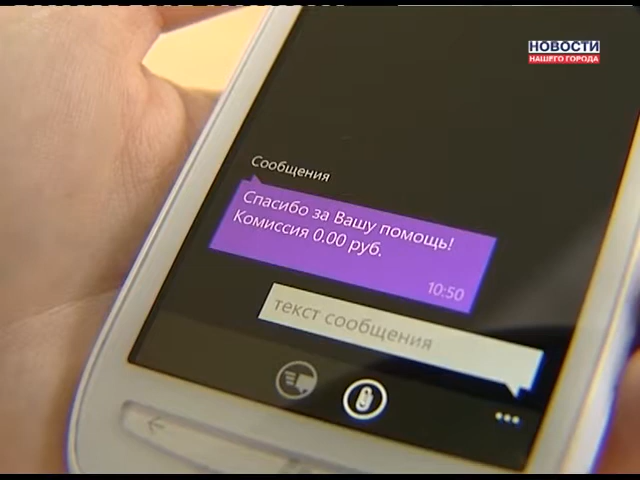 НОВОСТИ
НАШЕГО ГОРОДА
Сообщения
Спасибо за Вашу помощь!
Комиссия 0.00 руб.
10:50
текст сообщения